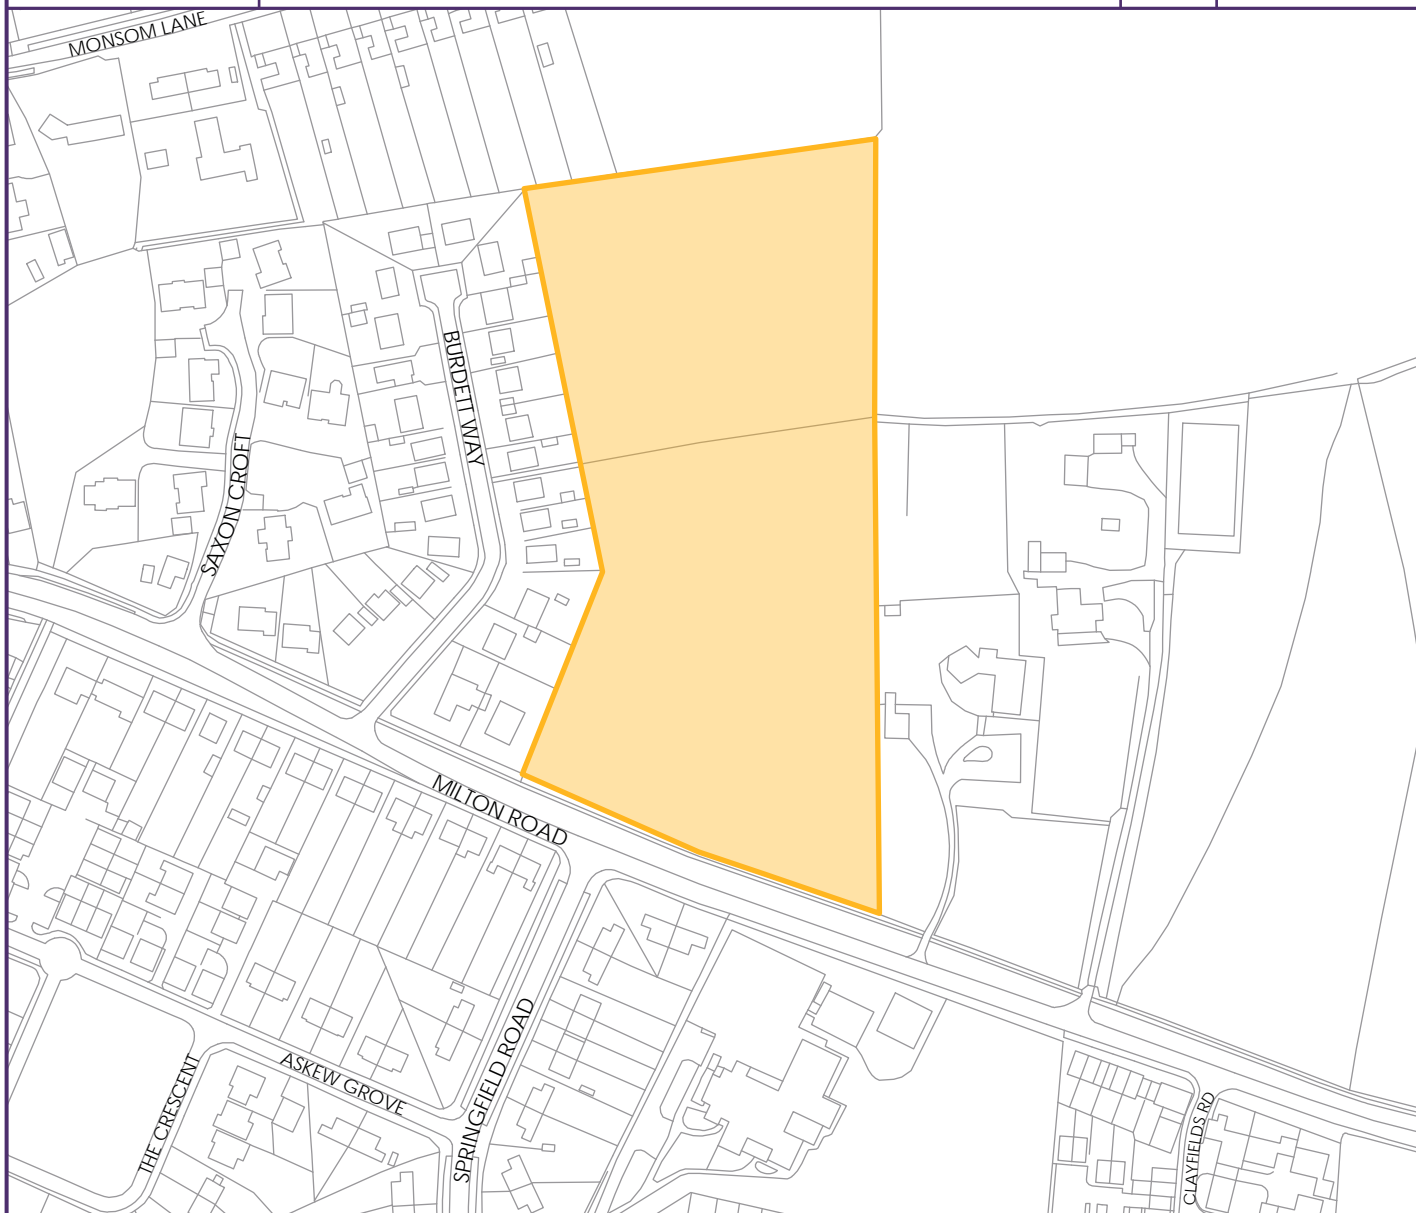 MONSOM LANE
BURDETT WAY
SAXON CROFT
MILTON ROAD
SPRINGFIELD ROAD
ASKEW GROVE
THE CRESCENT
CLAYFIELDS RD